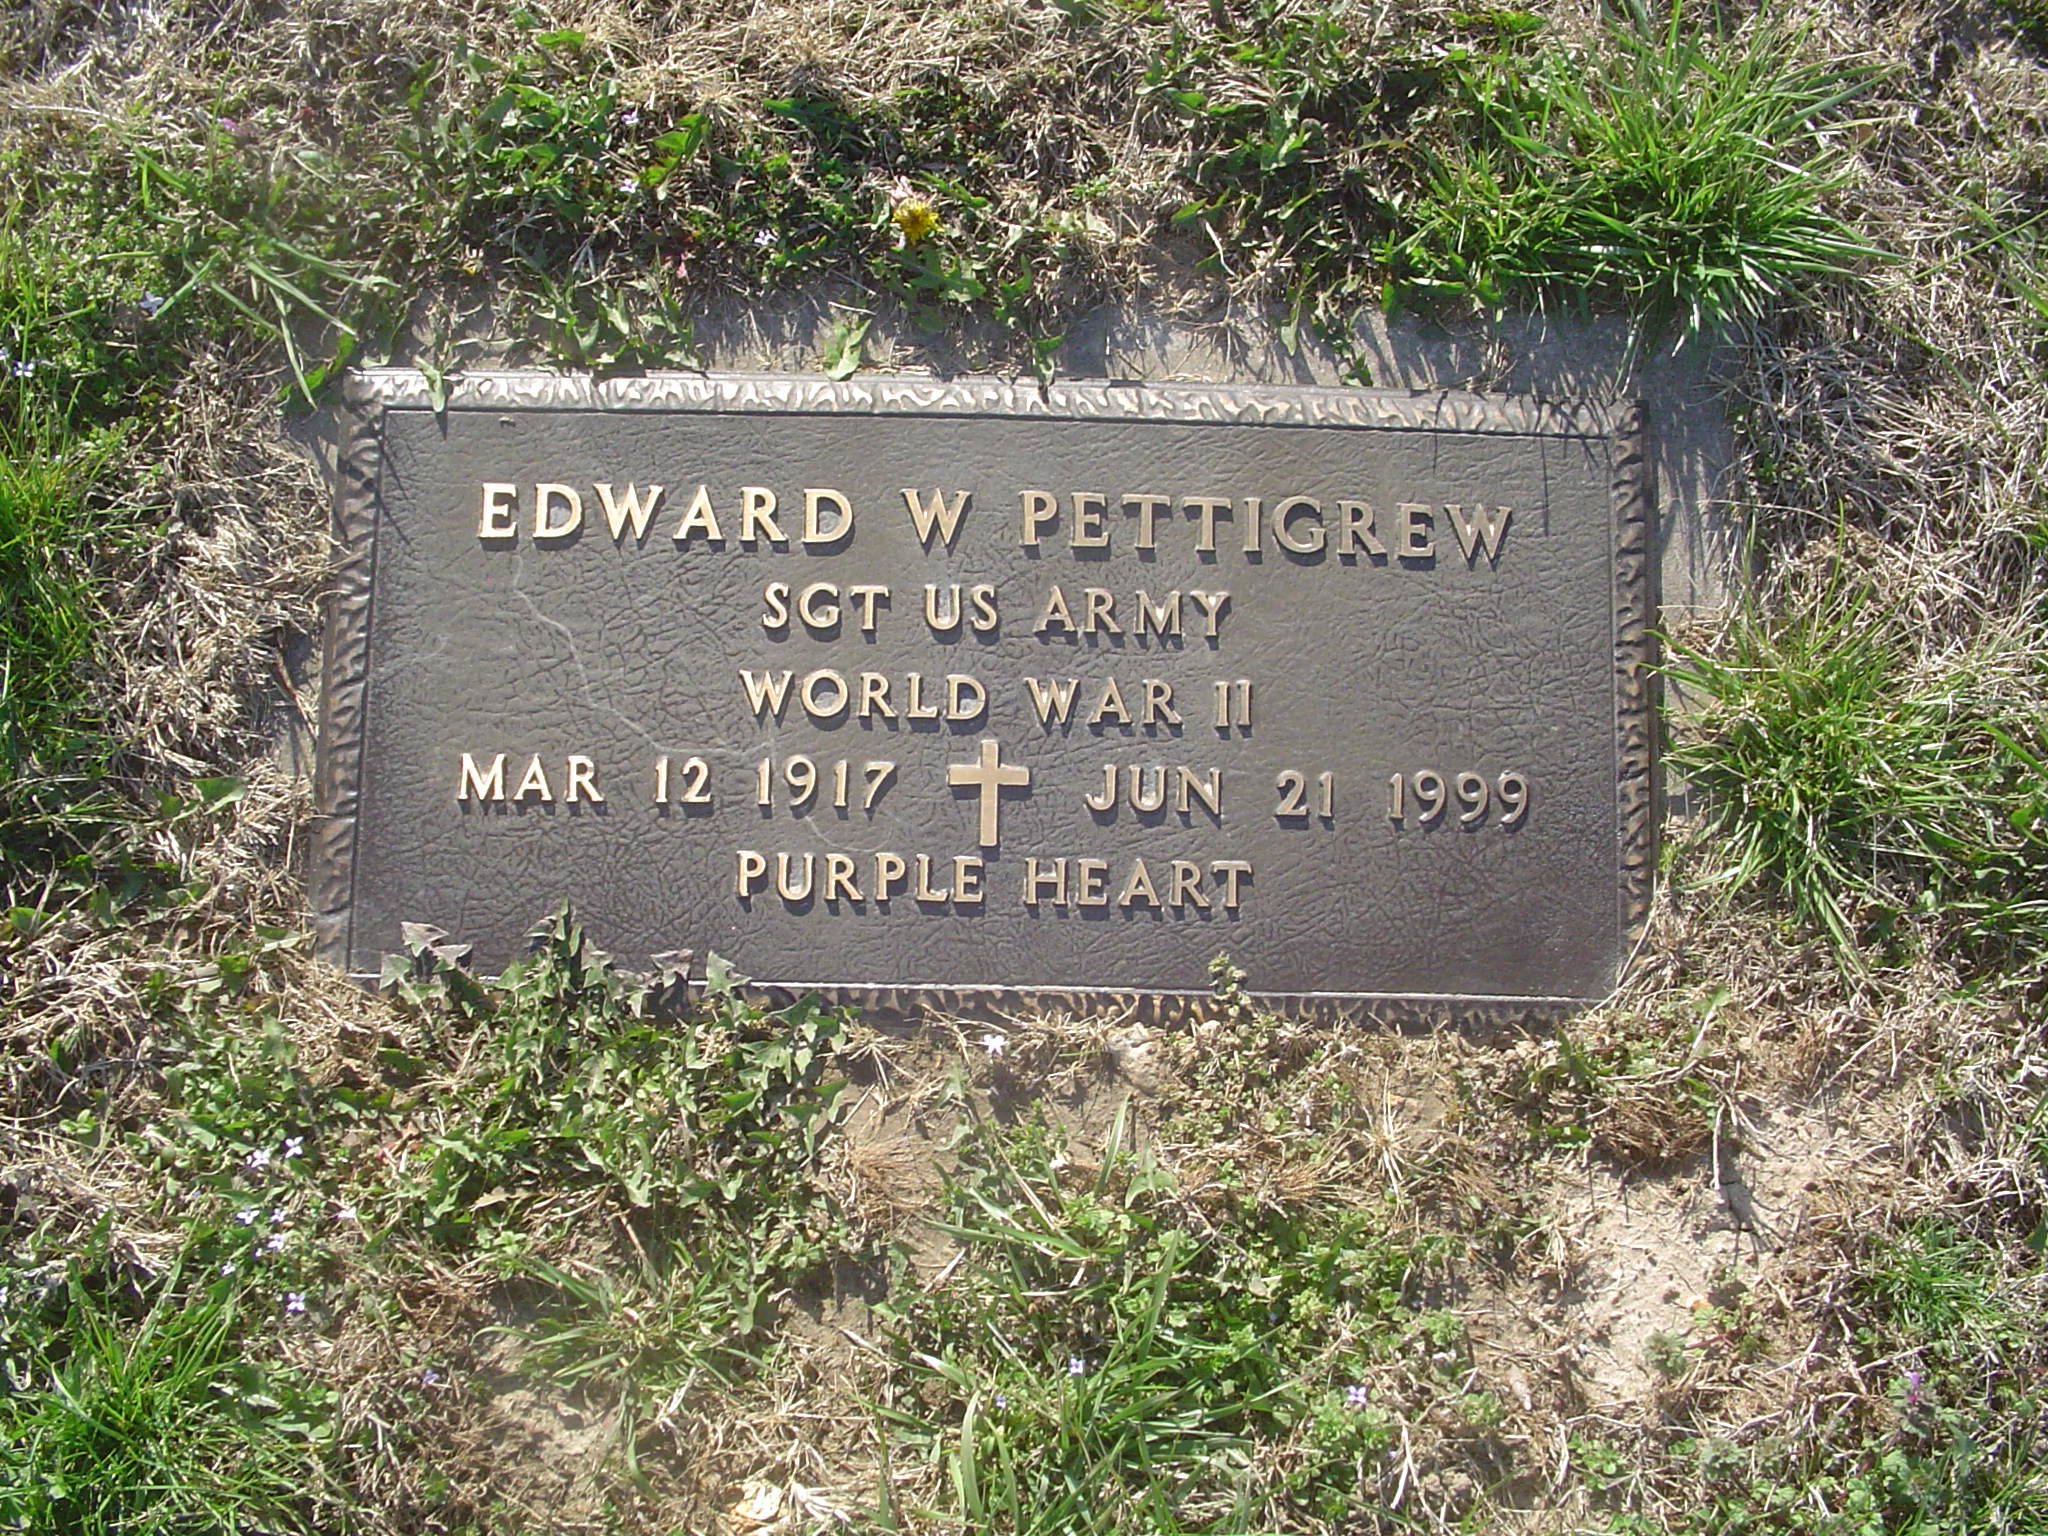 EDWARD W PETTIGREW
SGT US ARMY
WORLD WAR II
MAR 12 1917 JUN 21 1999
PURPLE HEART